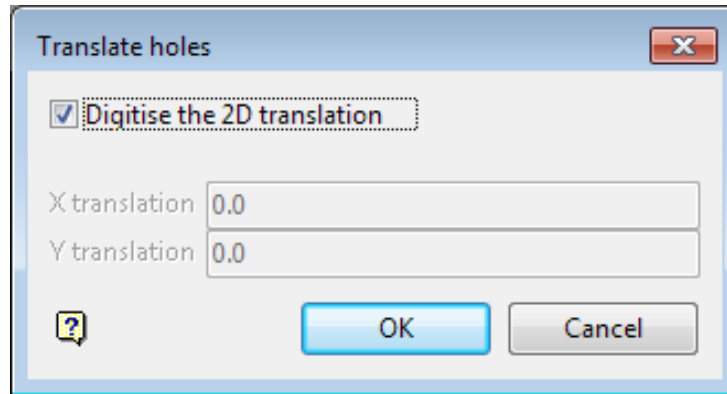 Translate holes
Digitise the 2D translation
X translation 0.0
Y translation 0.0
OK Cancel